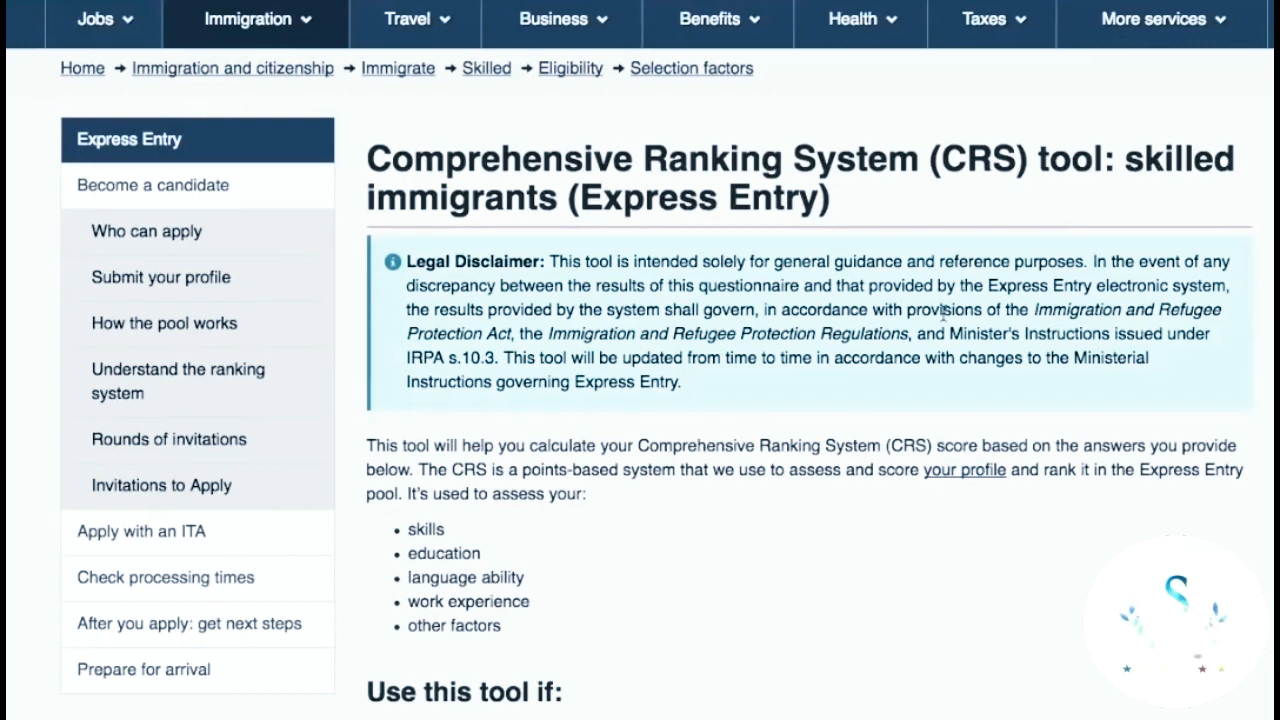 Jobs Immigration Travel Business Benefits Health Taxes More services
Home → Immigration and citizenship → Immigrate → Skilled → Eligibility → Selection factors
Express Entry
Become a candidate
Who can apply
Submit your profile
How the pool works
Understand the ranking
system
Rounds of invitations
Invitations to Apply
Apply with an ITA
Check processing times
After you apply: get next steps
Prepare for arrival
Comprehensive Ranking System (CRS) tool: skilled
immigrants (Express Entry)
Legal Disclaimer: This tool is intended solely for general guidance and reference purposes. In the event of any
discrepancy between the results of this questionnaire and that provided by the Express Entry electronic system,
the results provided by the system shall govern, in accordance with provisions of the Immigration and Refugee
Protection Act, the Immigration and Refugee Protection Regulations, and Minister's Instructions issued under
IRPA s.10.3. This tool will be updated from time to time in accordance with changes to the Ministerial
Instructions governing Express Entry.
This tool will help you calculate your Comprehensive Ranking System (CRS) score based on the answers you provide
below. The CRS is a points-based system that we use to assess and score your profile and rank it in the Express Entry
pool. It's used to assess your:
• skills
• education
• language ability
• work experience
• other factors
Use this tool if:
S